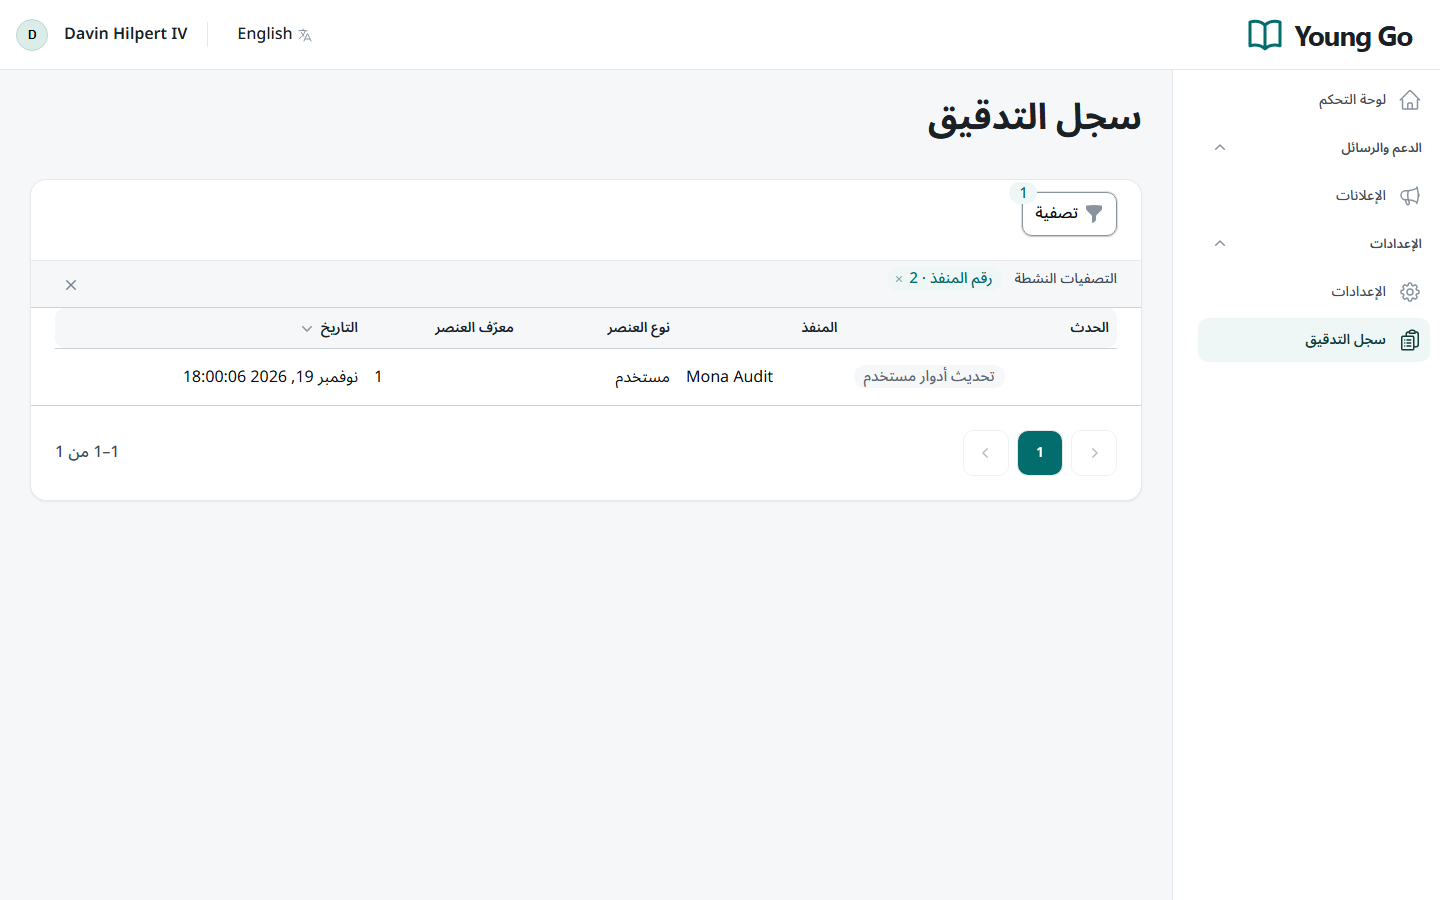 Young Go
English
Davin Hilpert IV
D
لوحة التحكم
الدعم والرسائل
الإعلانات
الإعدادات
الإعدادات
سجل التدقيق
سجل التدقيق
تصفية
1
التصفيات النشطة
رقم المنفذ · 2 ×
الحدث المنفذ نوع العنصر معرّف العنصر التاريخ
تحديث أدوار مستخدم Mona Audit مستخدم 1 نوفمبر 19, 2026 18:00:06
1
1–1 من 1